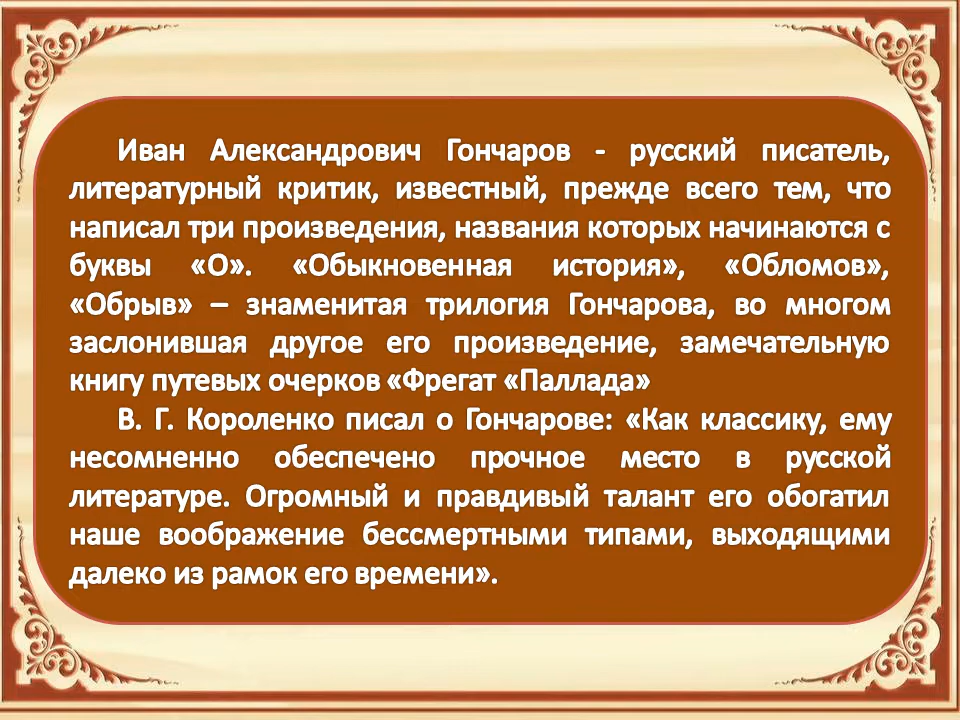 Иван Александрович Гончаров - русский писатель,
литературный критик, известный, прежде всего тем, что
написал три произведения, названия которых начинаются с
буквы «О». «Обыкновенная история», «Обломов»,
«Обрыв» – знаменитая трилогия Гончарова, во многом
заслонившая другое его произведение, замечательную
книгу путевых очерков «Фрегат «Паллада»
В. Г. Короленко писал о Гончарове: «Как классику, ему
несомненно обеспечено прочное место в русской
литературе. Огромный и правдивый талант его обогатил
наше воображение бессмертными типами, выходящими
далеко из рамок его времени».